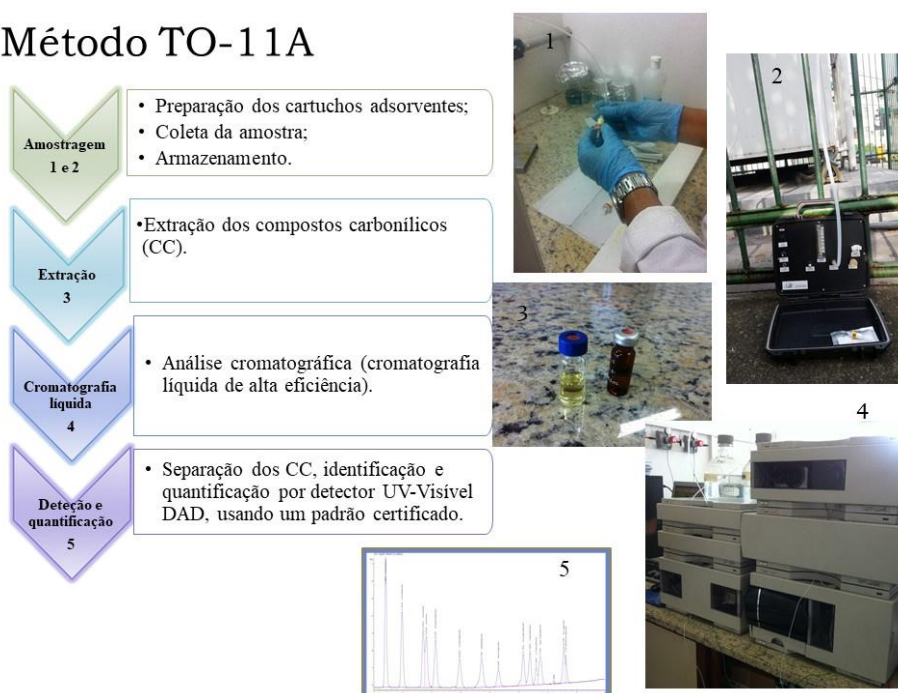 Método TO-11A
Amostragem
1 e 2
• Preparação dos cartuchos adsorventes;
• Coleta da amostra;
• Armazenamento.
Extração
3
•Extração dos compostos carbonílicos
(CC).
Cromatografia
líquida
4
• Análise cromatográfica (cromatografia
líquida de alta eficiência).
Deteção e
quantificação
5
• Separação dos CC, identificação e
quantificação por detector UV-Visível
DAD, usando um padrão certificado.
1
2
3
4
5